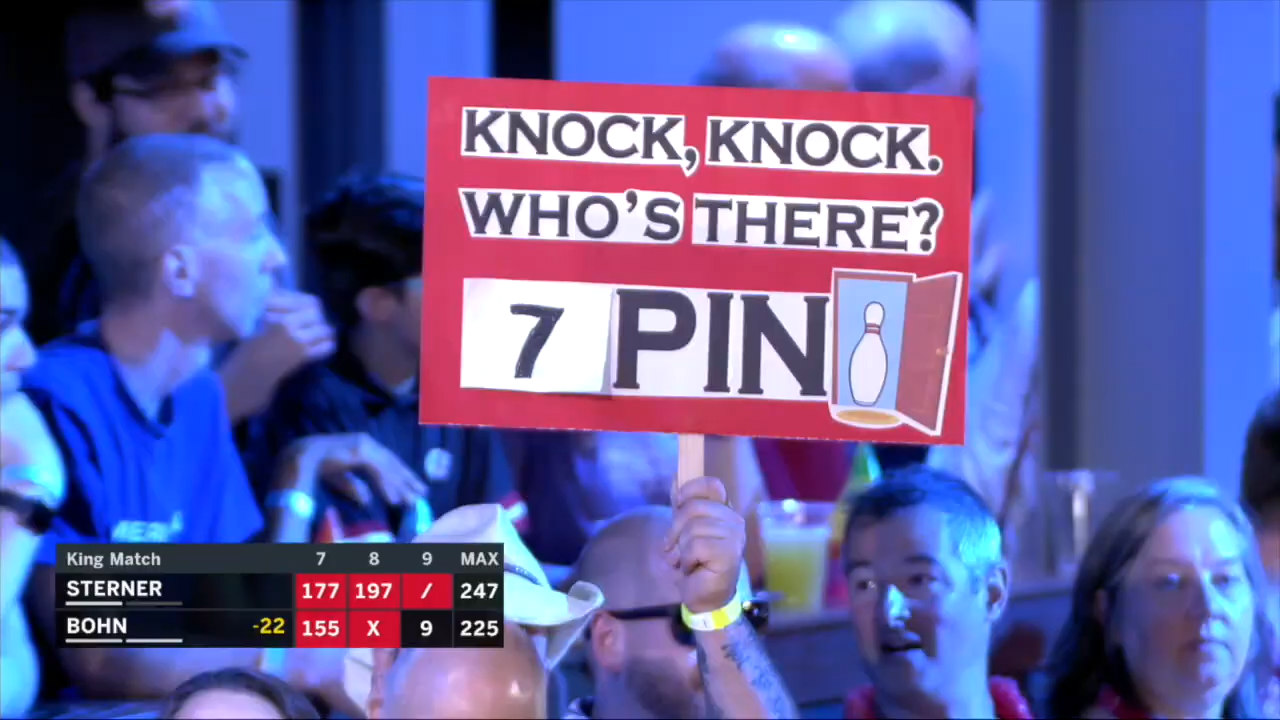 KNOCK, KNOCK.
WHO'S THERE?
7 PIN
King Match 7 8 9 MAX
STERNER 177 197 / 247
BOHN -22 155 X 9 225